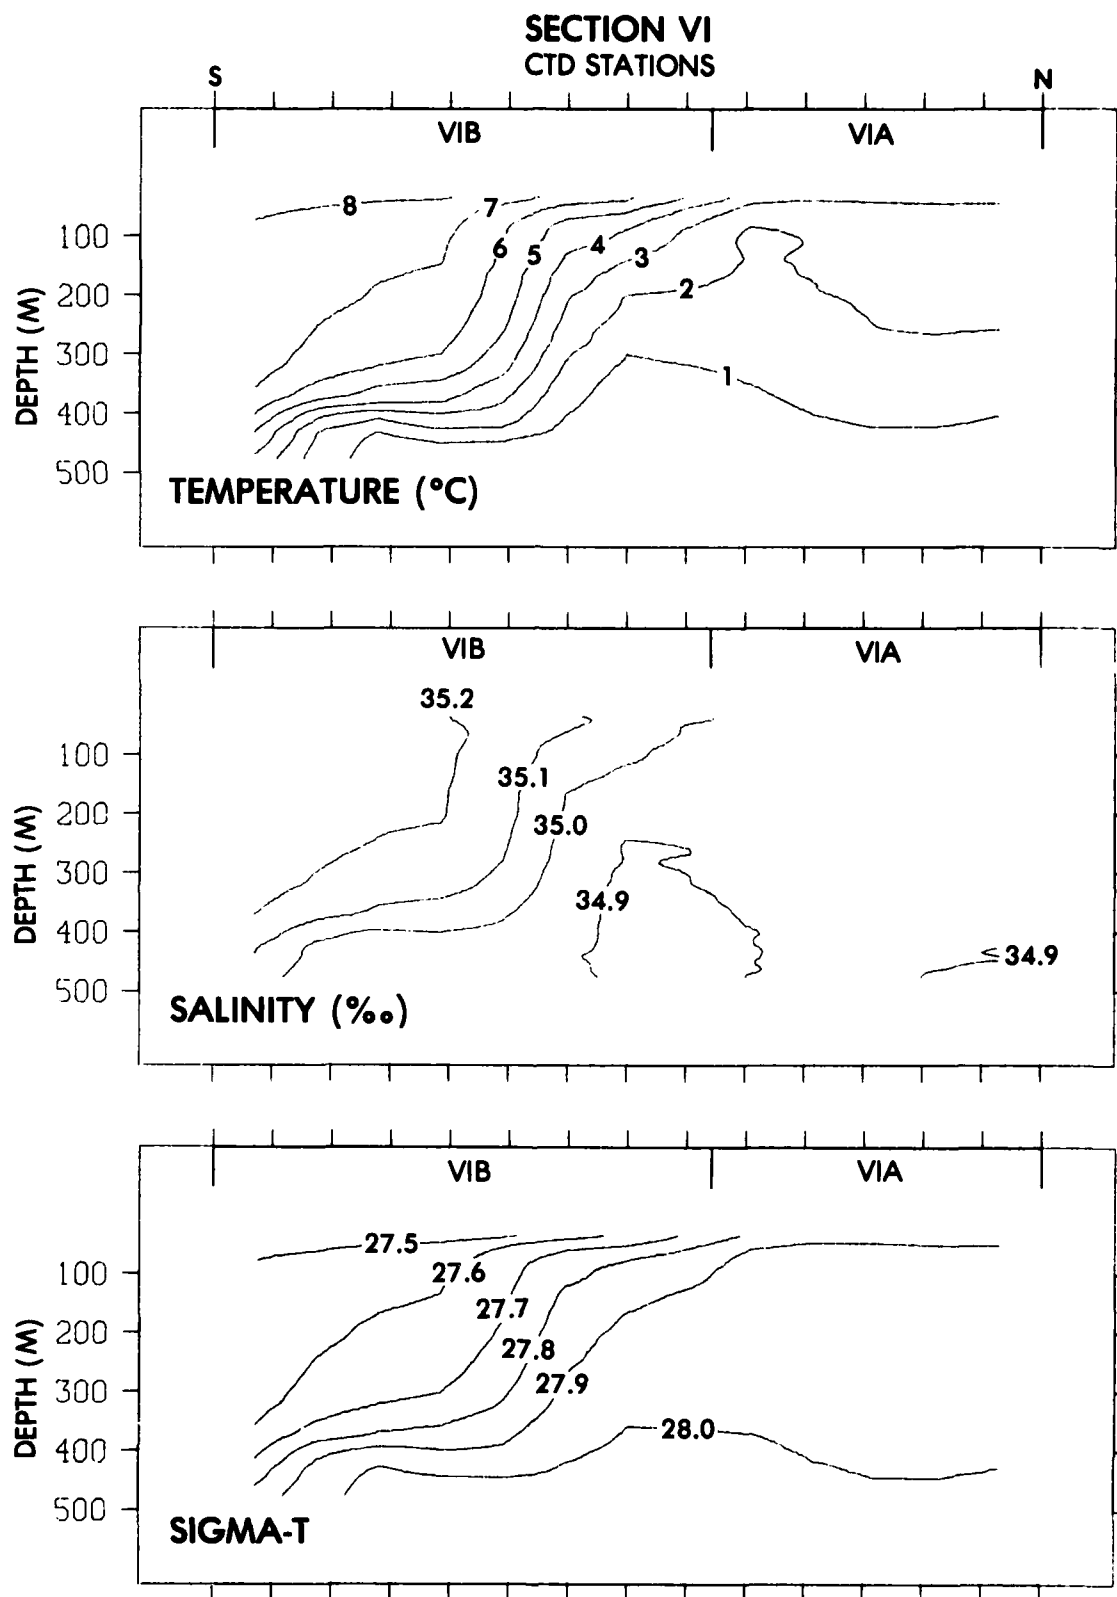 SECTION VI
CTD STATIONS
S N
VIB VIA
8 7 6 5 4 3 2 1
100
200
300
400
500
DEPTH (M)
TEMPERATURE (°C)
VIB VIA
35.2
35.1
35.0
34.9
34.9
100
200
300
400
500
DEPTH (M)
SALINITY (‰)
VIB VIA
27.5
27.6
27.7
27.8
27.9
28.0
100
200
300
400
500
DEPTH (M)
SIGMA-T